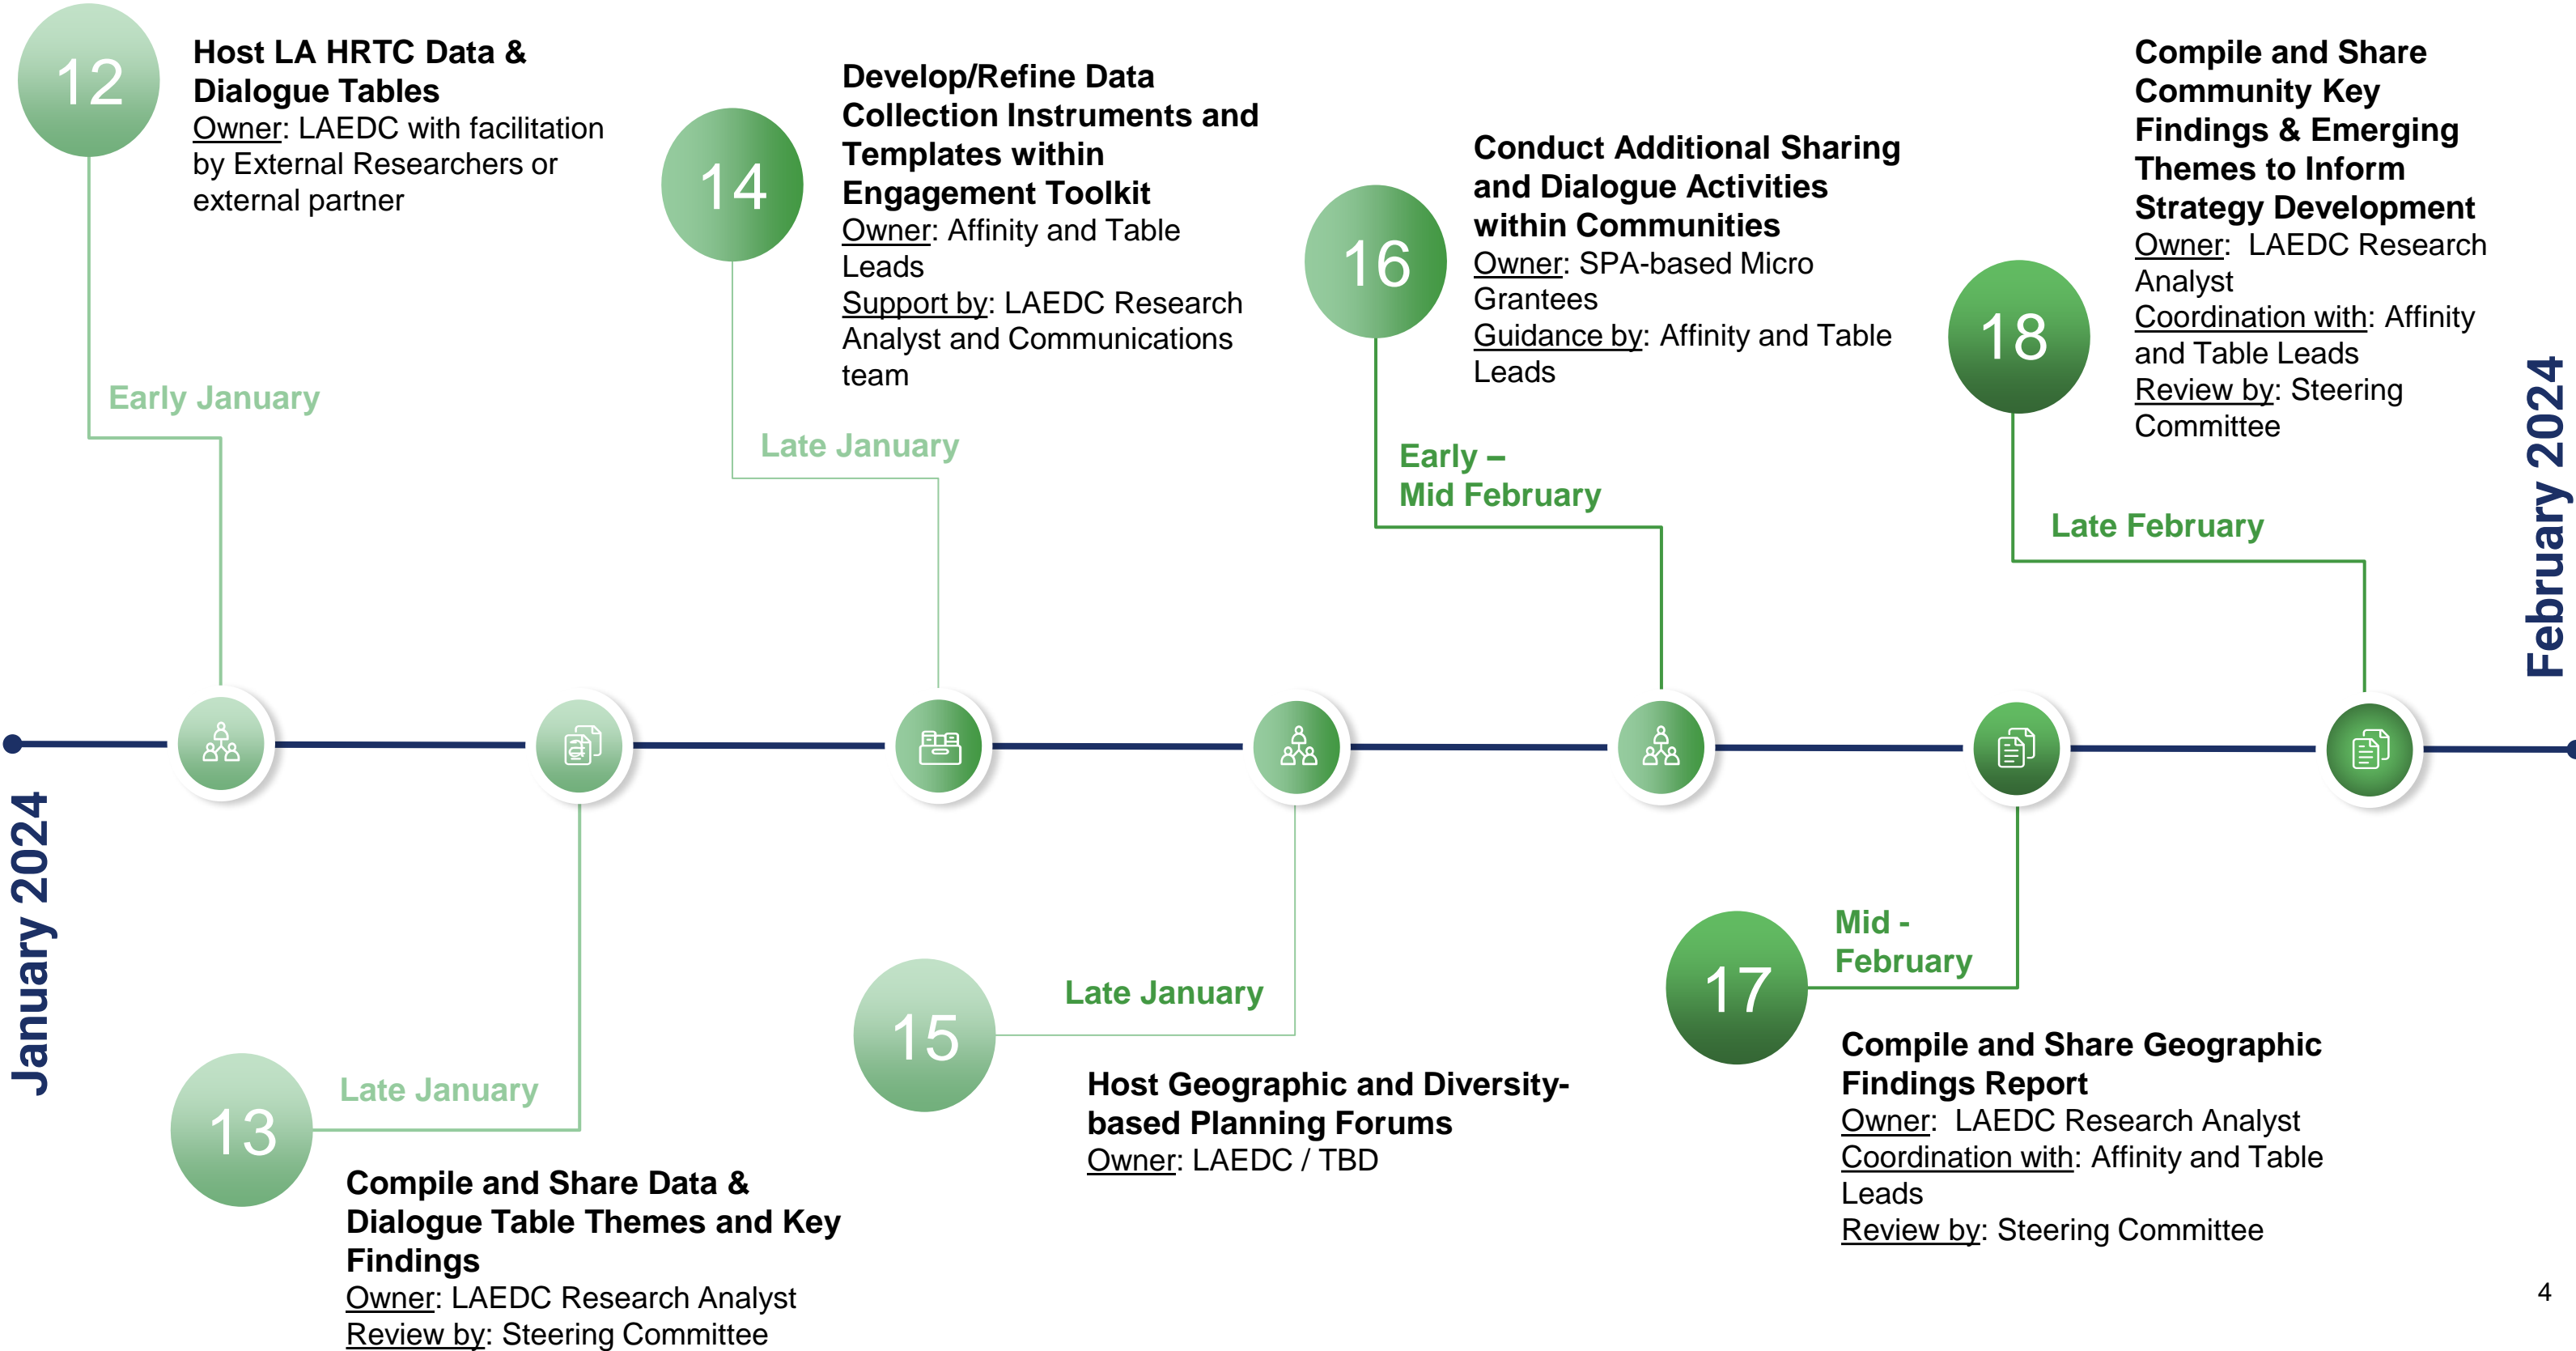 12
Host LA HRTC Data &
Dialogue Tables
Owner: LAEDC with facilitation
by External Researchers or
external partner
Early January
14
Develop/Refine Data
Collection Instruments and
Templates within
Engagement Toolkit
Owner: Affinity and Table
Leads
Support by: LAEDC Research
Analyst and Communications
team
Late January
16
Conduct Additional Sharing
and Dialogue Activities
within Communities
Owner: SPA-based Micro
Grantees
Guidance by: Affinity and Table
Leads
Early –
Mid February
18
Compile and Share
Community Key
Findings & Emerging
Themes to Inform
Strategy Development
Owner:  LAEDC Research
Analyst
Coordination with: Affinity
and Table Leads
Review by: Steering
Committee
Late February
February 2024
January 2024
13
Late January
Compile and Share Data &
Dialogue Table Themes and Key
Findings
Owner: LAEDC Research Analyst
Review by: Steering Committee
15
Late January
Host Geographic and Diversity-
based Planning Forums
Owner: LAEDC / TBD
17
Mid -
February
Compile and Share Geographic
Findings Report
Owner:  LAEDC Research Analyst
Coordination with: Affinity and Table
Leads
Review by: Steering Committee
4